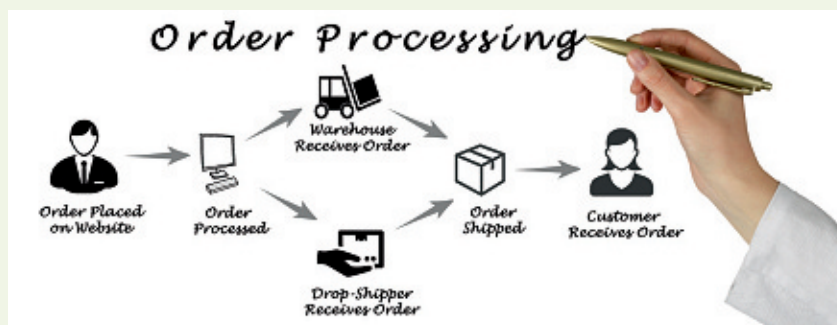 Order Processing
Warehouse
Receives Order
Order Placed
on Website
Order
Processed
Order
Shipped
Customer
Receives Order
Drop-Shipper
Receives Order